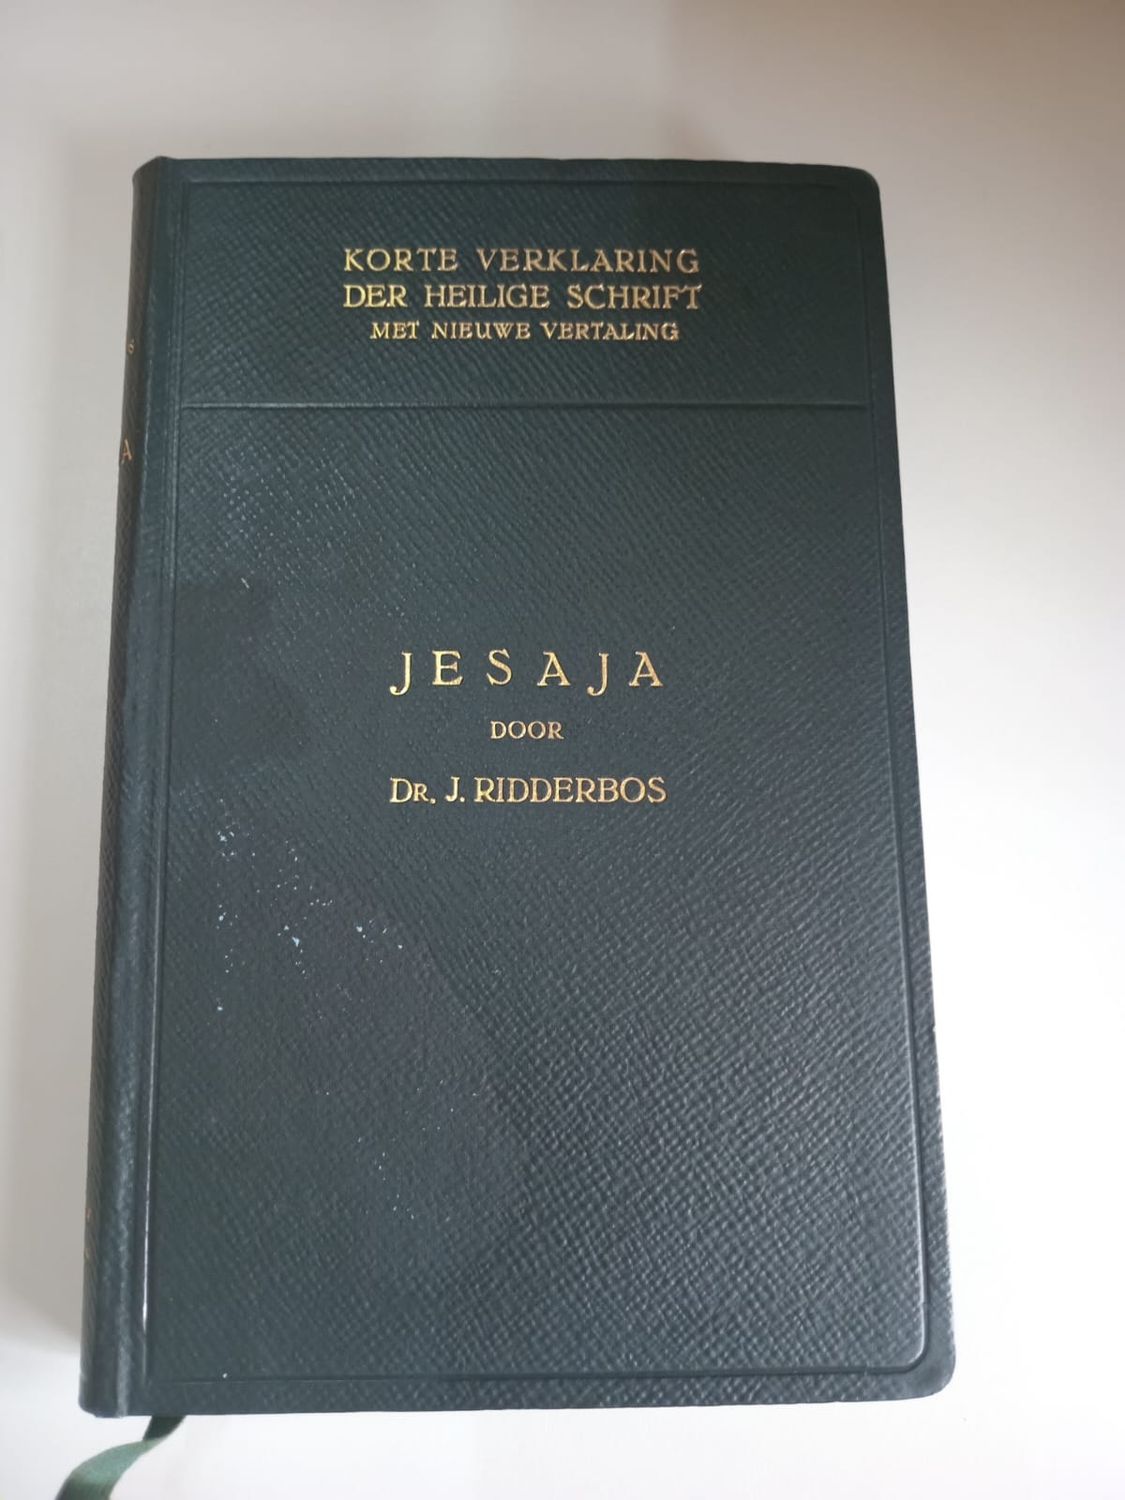 KORTE VERKLARING
DER HEILIGE SCHRIFT
MET NIEUWE VERTALING
JESAJA
DOOR
DR. J. RIDDERBOS